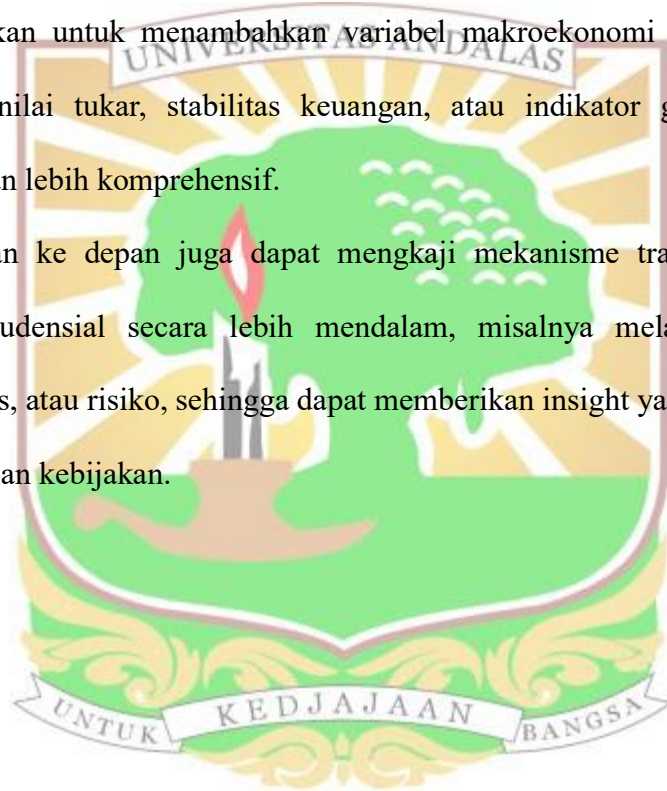 kan untuk menambahkan variabel makroekonomi
UNIVERSITAS ANDALAS
nilai tukar, stabilitas keuangan, atau indikator g
n lebih komprehensif.
an ke depan juga dapat mengkaji mekanisme tra
udensial secara lebih mendalam, misalnya mela
s, atau risiko, sehingga dapat memberikan insight ya
an kebijakan.
UNTUK KEDJAJAAN BANGSA